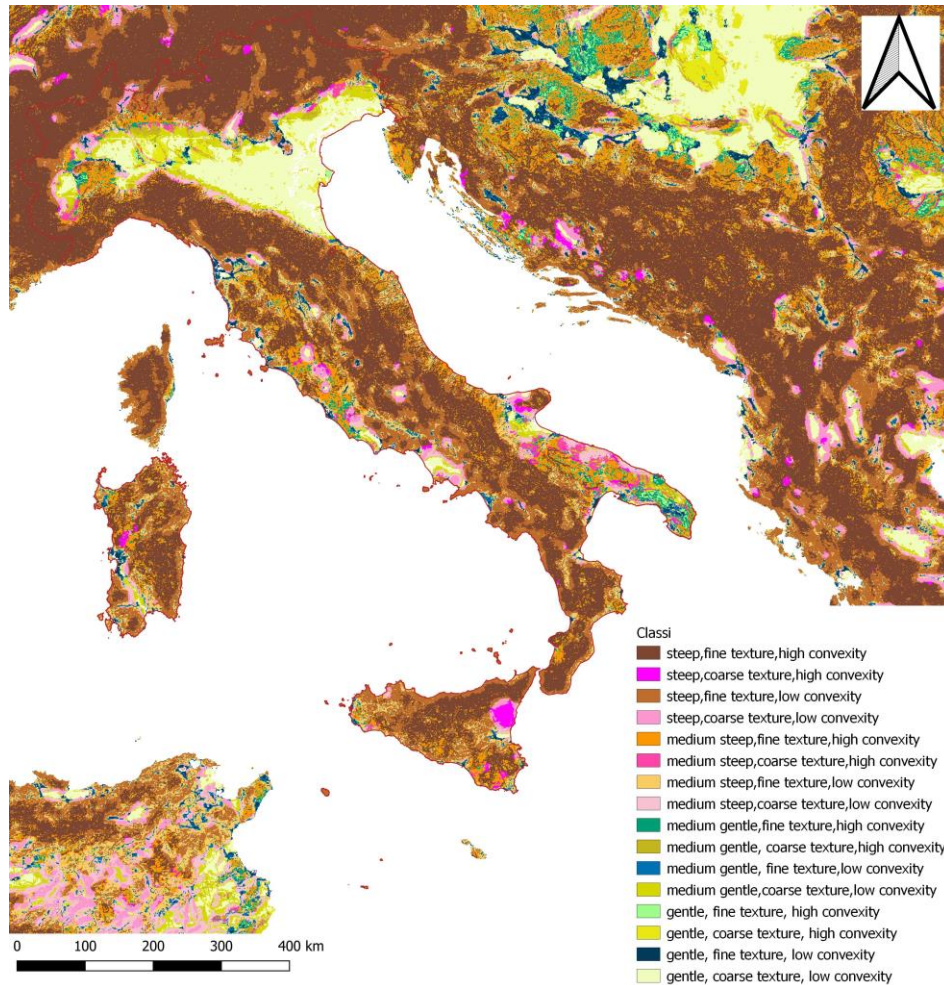 Classi
steep,fine texture,high convexity
steep,coarse texture,high convexity
steep,fine texture,low convexity
steep,coarse texture,low convexity
medium steep,fine texture,high convexity
medium steep,coarse texture,high convexity
medium steep,fine texture,low convexity
medium steep,coarse texture,low convexity
medium gentle,fine texture,high convexity
medium gentle, coarse texture,high convexity
medium gentle, fine texture,low convexity
medium gentle,coarse texture,low convexity
gentle, fine texture, high convexity
gentle, coarse texture, high convexity
gentle, fine texture, low convexity
gentle, coarse texture, low convexity
0 100 200 300 400 km